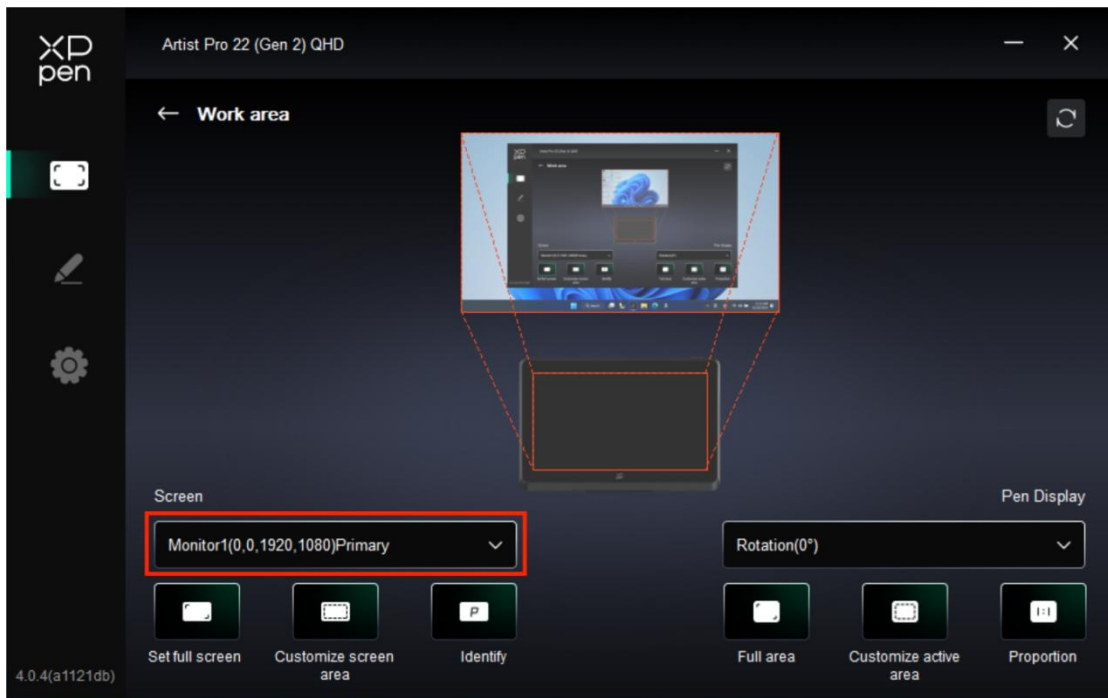 XP
pen
Artist Pro 22 (Gen 2) QHD
Work area
Screen
Pen Display
Monitor1(0,0,1920,1080)Primary
Rotation(0°)
P
1:1
Set full screen
Customize screen
area
Identify
Full area
Customize active
area
Proportion
4.0.4(a1121db)